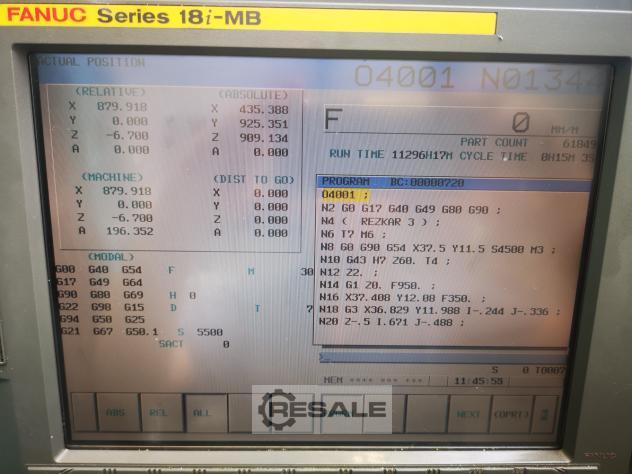 FANUC Series 18i-MB
ACTUAL POSITION O4001 N01344
(RELATIVE) (ABSOLUTE)
X 879.918 X 435.388
Y 0.000 Y 925.351
Z -6.700 Z 909.134
A 0.000 A 0.000
(MACHINE) (DIST TO GO)
X 879.918 X 0.000
Y 0.000 Y 0.000
Z -6.700 Z 0.000
A 196.352 A 0.000
(MODAL)
G00 G40 G54 F M 30
G17 G49 G64
G90 G80 G69 H 0
G22 G98 G15 D T 7
G94 G50 G25
G21 G67 G50.1 S 5500
SACT 0
F 0 MM/M
PART COUNT 61849
RUN TIME 11296H17M CYCLE TIME 0H15M 35
PROGRAM BC:00000720
O4001 ;
N2 G0 G17 G40 G49 G80 G90 ;
N4 ( REZKAR 3 ) ;
N6 T7 M6 ;
N8 G0 G90 G54 X37.5 Y11.5 S4500 M3 ;
N10 G43 H7 Z60. T4 ;
N12 Z2. ;
N14 G1 Z0. F950. ;
N16 X37.408 Y12.08 F350. ;
N18 G3 X36.829 Y11.988 I-.244 J-.336 ;
N20 Z-.5 I.671 J-.488 ;
>_
S 0 T0007
MEM **** *** *** 11:45:55
ABS REL ALL NEXT (OPRT)
RESALE
FANUC